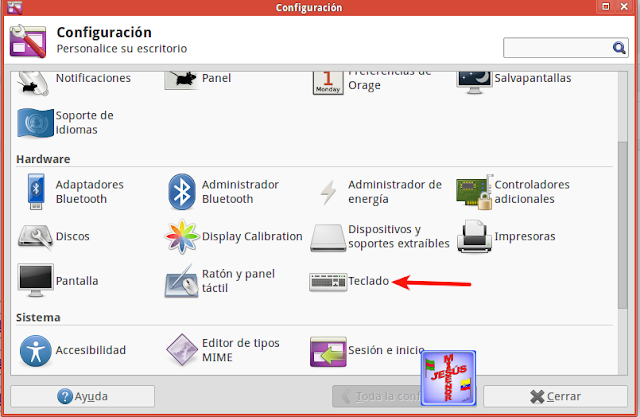 Configuración
Configuración
Personalice su escritorio
Notificaciones
Panel
Preferencias de
Orage
1
Monday
Salvapantallas
Soporte de
idiomas
Hardware
Adaptadores
Bluetooth
Administrador
Bluetooth
Administrador de
energía
Controladores
adicionales
Discos
Display Calibration
Dispositivos y
soportes extraíbles
Impresoras
Pantalla
Ratón y panel
táctil
Teclado
Sistema
Accesibilidad
Editor de tipos
MIME
Sesión e inicio
JESÚS
Ayuda
Toda la conf
Cerrar